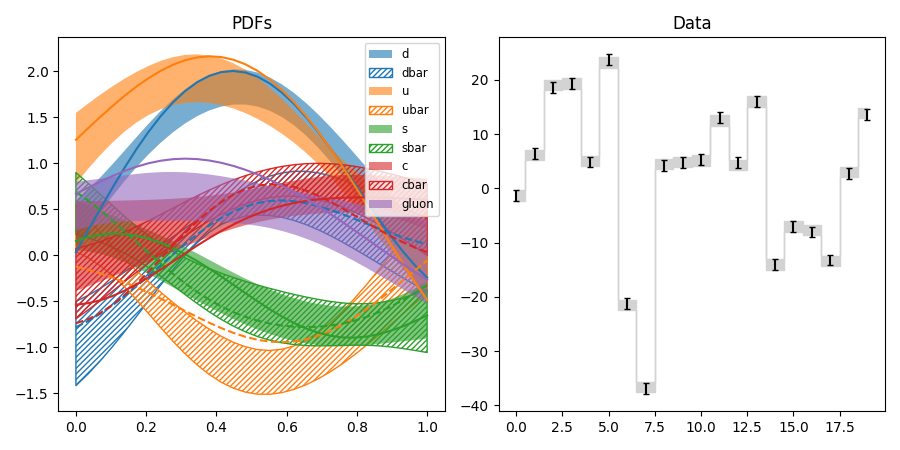 PDFs
2.0
1.5
1.0
0.5
0.0
−0.5
−1.0
−1.5
0.0 0.2 0.4 0.6 0.8 1.0
d
dbar
u
ubar
s
sbar
c
cbar
gluon
Data
20
10
0
−10
−20
−30
−40
0.0 2.5 5.0 7.5 10.0 12.5 15.0 17.5